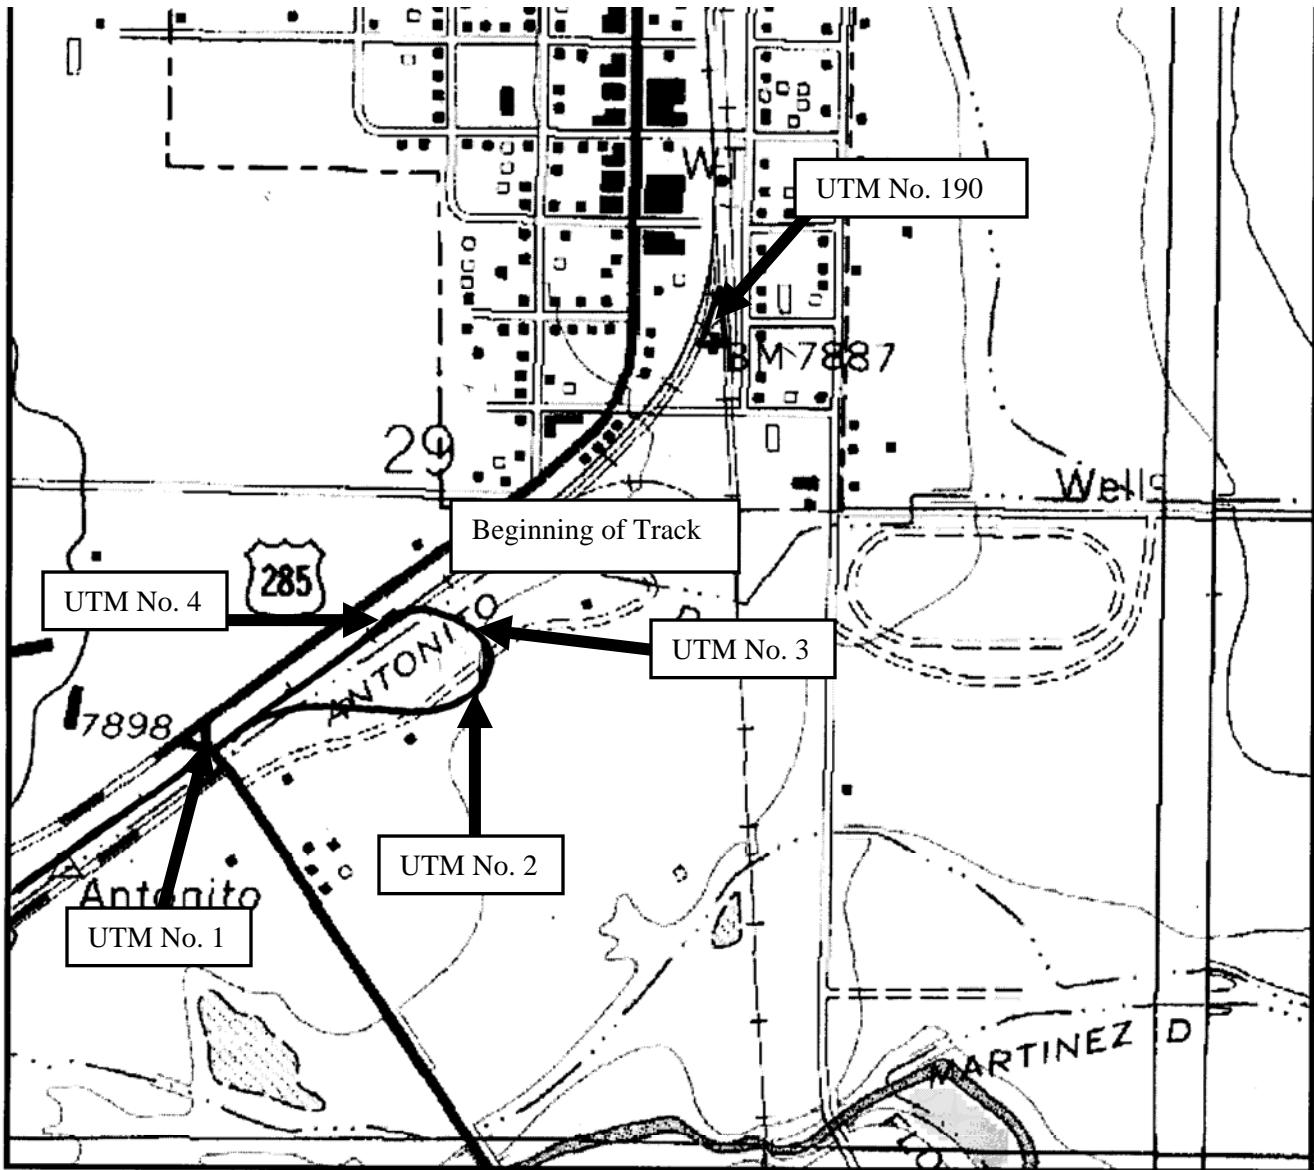 WT
UTM No. 190
BM 7887
29
Wells
Beginning of Track
285
UTM No. 4
ANTONITO
UTM No. 3
7898
UTM No. 2
Antonito
UTM No. 1
MARTINEZ D